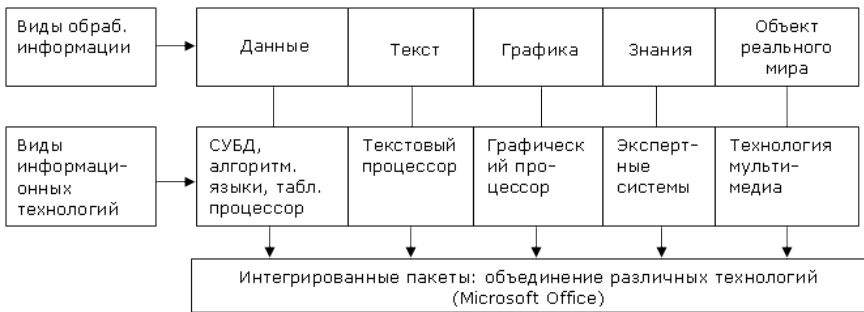 Виды обраб.
информации
Данные
Текст
Графика
Знания
Объект
реального
мира
Виды
информаци-
онных
технологий
СУБД,
алгоритм.
языки, табл.
процессор
Текстовый
процессор
Графическ
ий про-
цессор
Эксперт-
ные
системы
Технология
мульти-
медиа
Интегрированные пакеты: объединение различных технологий
(Microsoft Office)